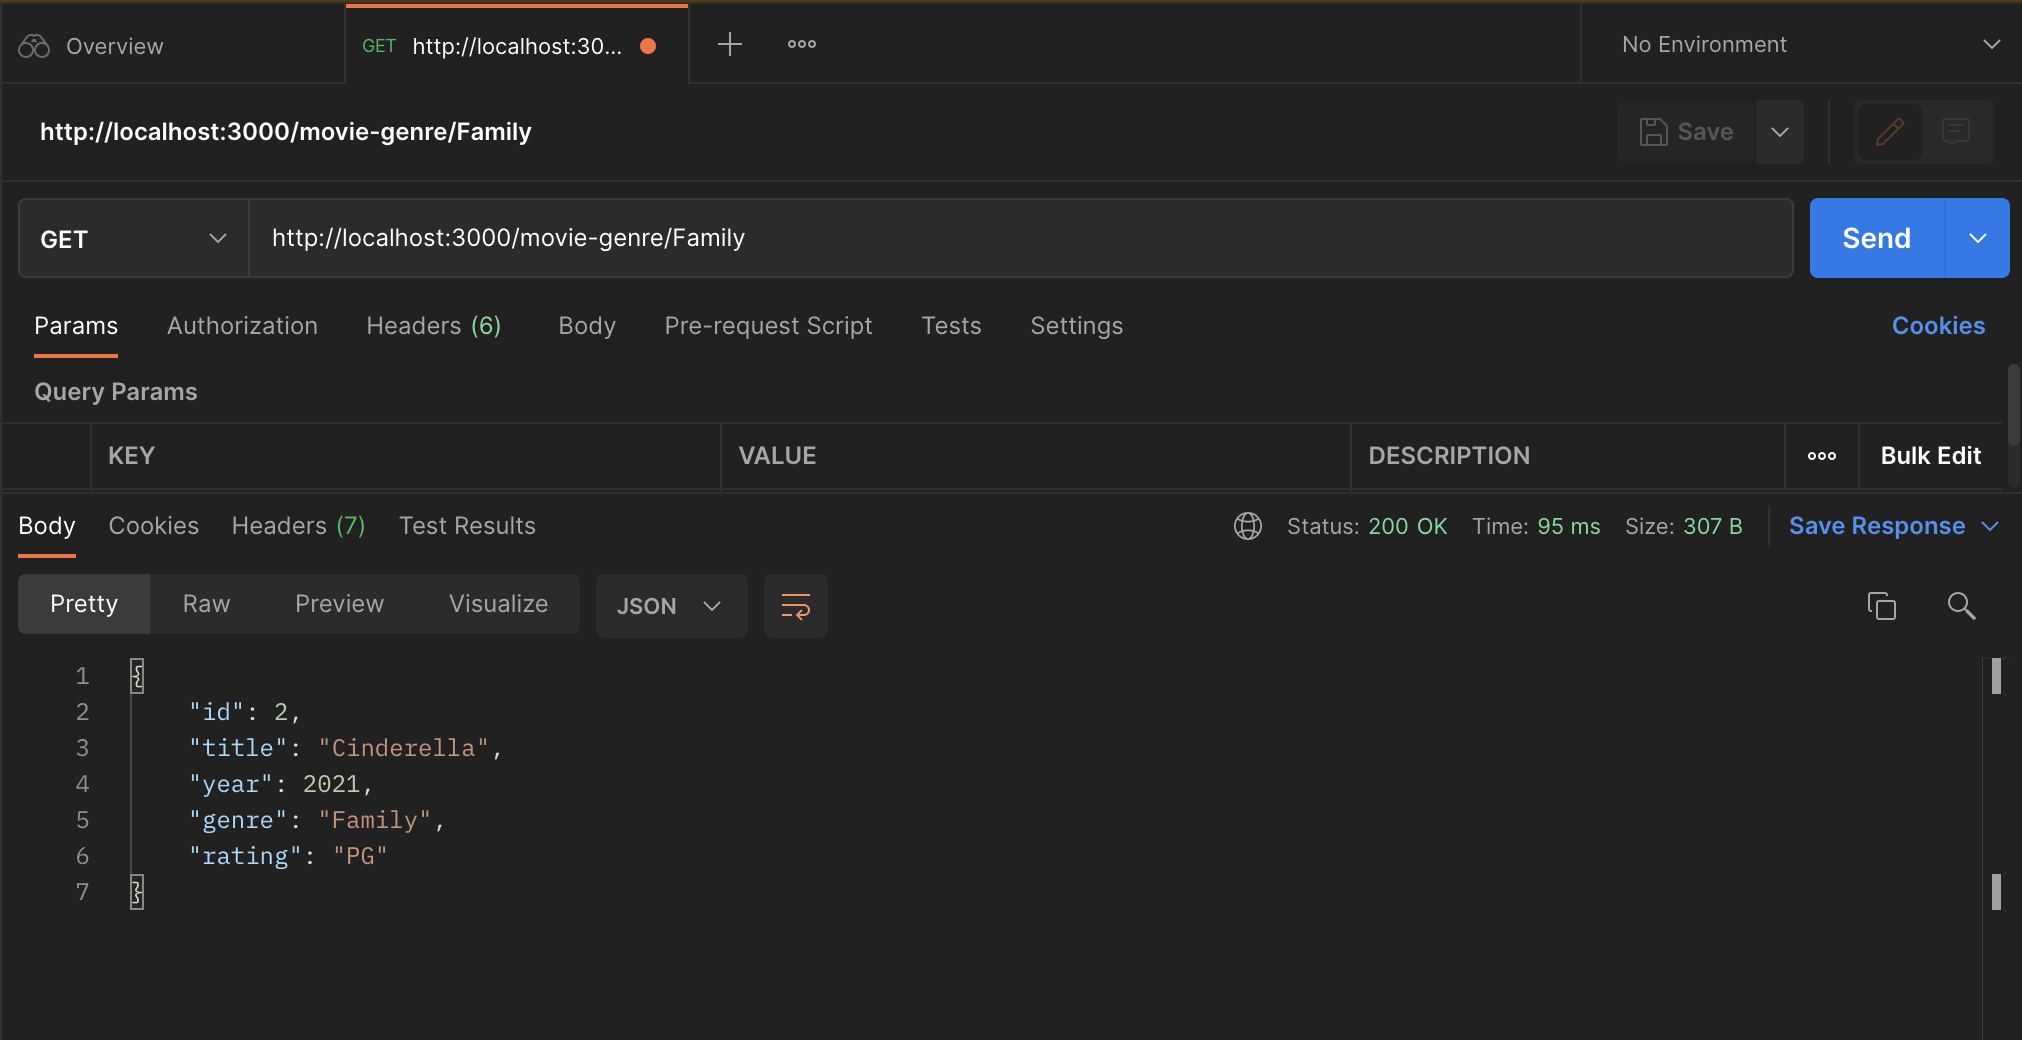 Overview
GET http://localhost:30...
No Environment
http://localhost:3000/movie-genre/Family
Save
GET
http://localhost:3000/movie-genre/Family
Send
Params Authorization Headers (6) Body Pre-request Script Tests Settings Cookies
Query Params
KEY VALUE DESCRIPTION Bulk Edit
Body Cookies Headers (7) Test Results Status: 200 OK Time: 95 ms Size: 307 B Save Response
Pretty Raw Preview Visualize JSON
1 {
2 "id": 2,
3 "title": "Cinderella",
4 "year": 2021,
5 "genre": "Family",
6 "rating": "PG"
7 }